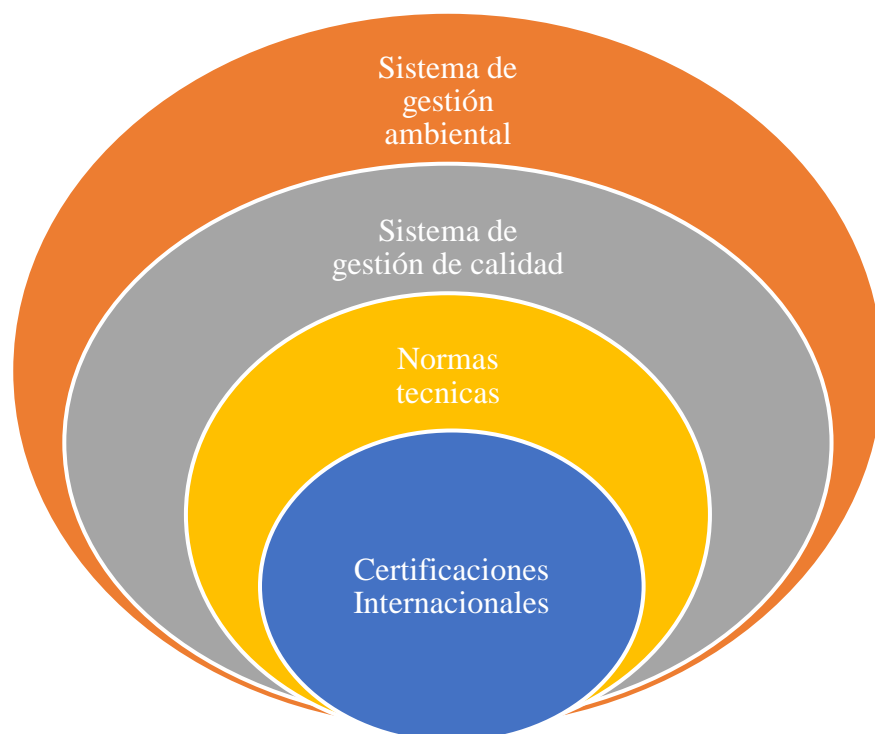 Sistema de
gestión
ambiental
Sistema de
gestión de calidad
Normas
tecnicas
Certificaciones
Internacionales